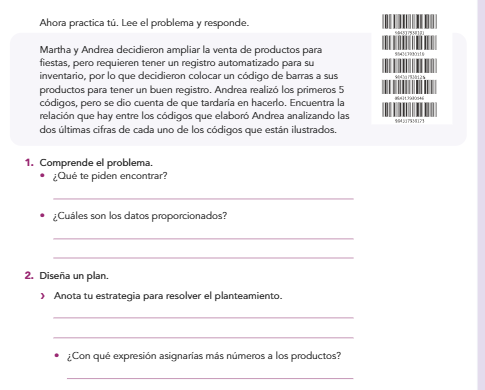 Ahora practica tú. Lee el problema y responde.
Martha y Andrea decidieron ampliar la venta de productos para
fiestas, pero requieren tener un registro automatizado para su
inventario, por lo que decidieron colocar un código de barras a sus
productos para tener un buen registro. Andrea realizó los primeros 5
códigos, pero se dio cuenta de que tardaría en hacerlo. Encuentra la
relación que hay entre los códigos que elaboró Andrea analizando las
dos últimas cifras de cada uno de los códigos que están ilustrados.
1. Comprende el problema.
• ¿Qué te piden encontrar?
• ¿Cuáles son los datos proporcionados?
2. Diseña un plan.
› Anota tu estrategia para resolver el planteamiento.
• ¿Con qué expresión asignarías más números a los productos?